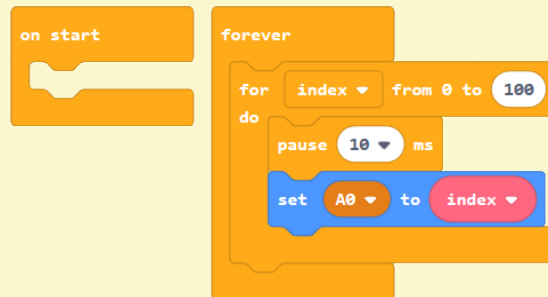 on start
forever
for index from 0 to 100
do
pause 10 ms
set A0 to index